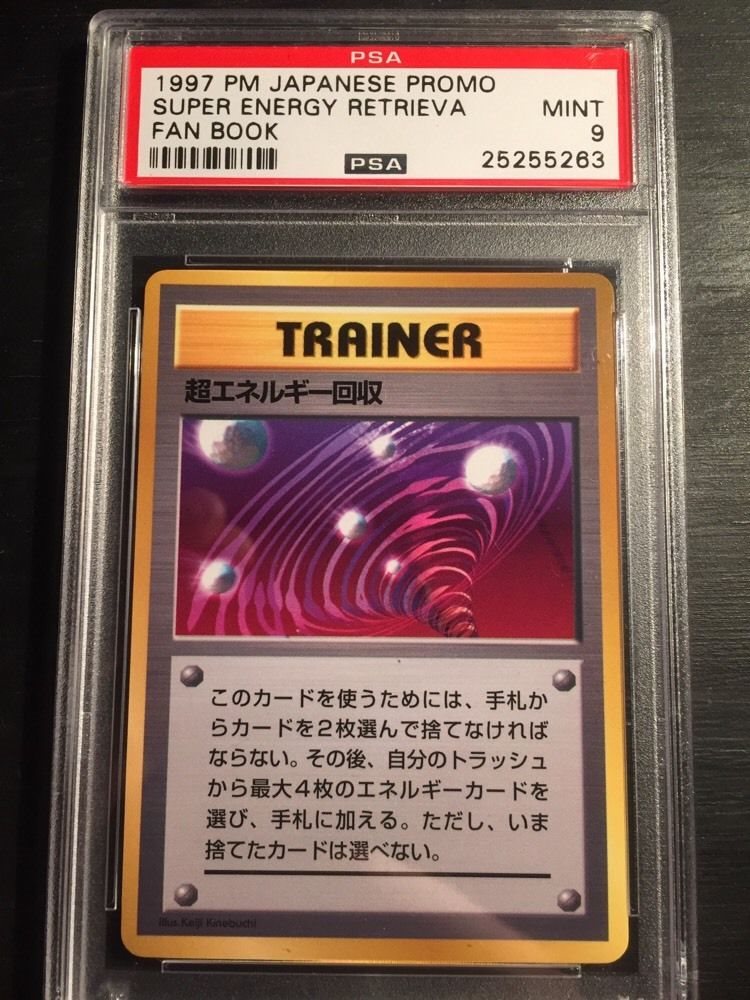 PSA
1997 PM JAPANESE PROMO
SUPER ENERGY RETRIEVA MINT
FAN BOOK 9
PSA 25255263
TRAINER
超エネルギー回収
このカードを使うためには、手札か
らカードを2枚選んで捨てなければ
ならない。その後、自分のトラッシュ
から最大4枚のエネルギーカードを
選び、手札に加える。ただし、いま
捨てたカードは選べない。
Illus. Keiji Kinebuchi